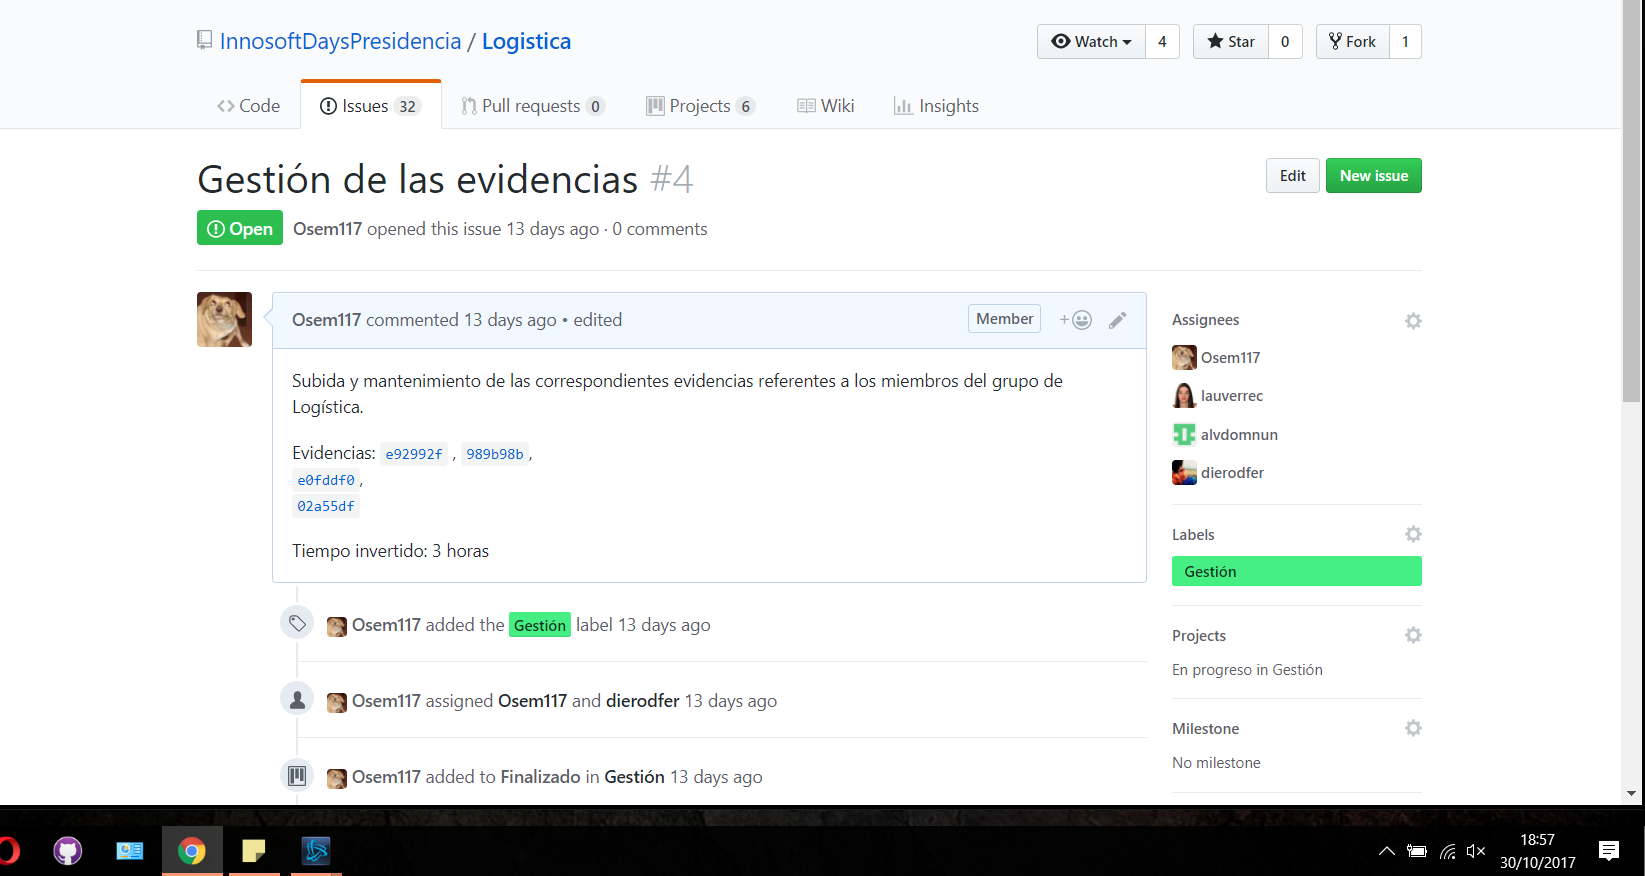 InnosoftDaysPresidencia / Logistica
Watch 4 Star 0 Fork 1
Code Issues 32 Pull requests 0 Projects 6 Wiki Insights
Gestión de las evidencias #4
Edit New issue
Open Osem117 opened this issue 13 days ago · 0 comments
Osem117 commented 13 days ago • edited
Member
Subida y mantenimiento de las correspondientes evidencias referentes a los miembros del grupo de
Logística.
Evidencias: e92992f , 989b98b ,
e0fddf0 ,
02a55df
Tiempo invertido: 3 horas
Osem117 added the Gestión label 13 days ago
Osem117 assigned Osem117 and dierodfer 13 days ago
Osem117 added to Finalizado in Gestión 13 days ago
Assignees
Osem117
lauverrec
alvdomnun
dierodfer
Labels
Gestión
Projects
En progreso in Gestión
Milestone
No milestone
18:57
30/10/2017